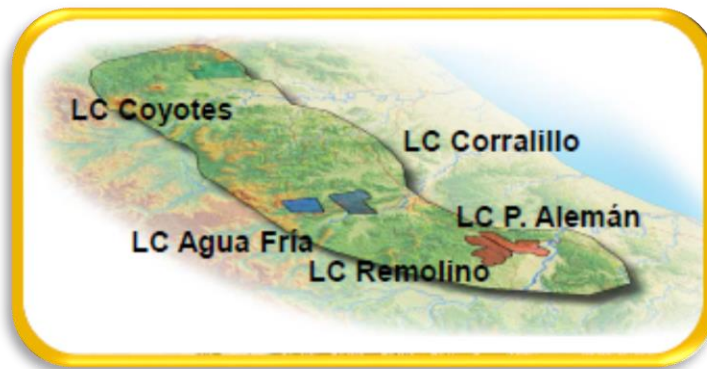 LC Coyotes
LC Corralillo
LC P. Alemán
LC Agua Fría
LC Remolino